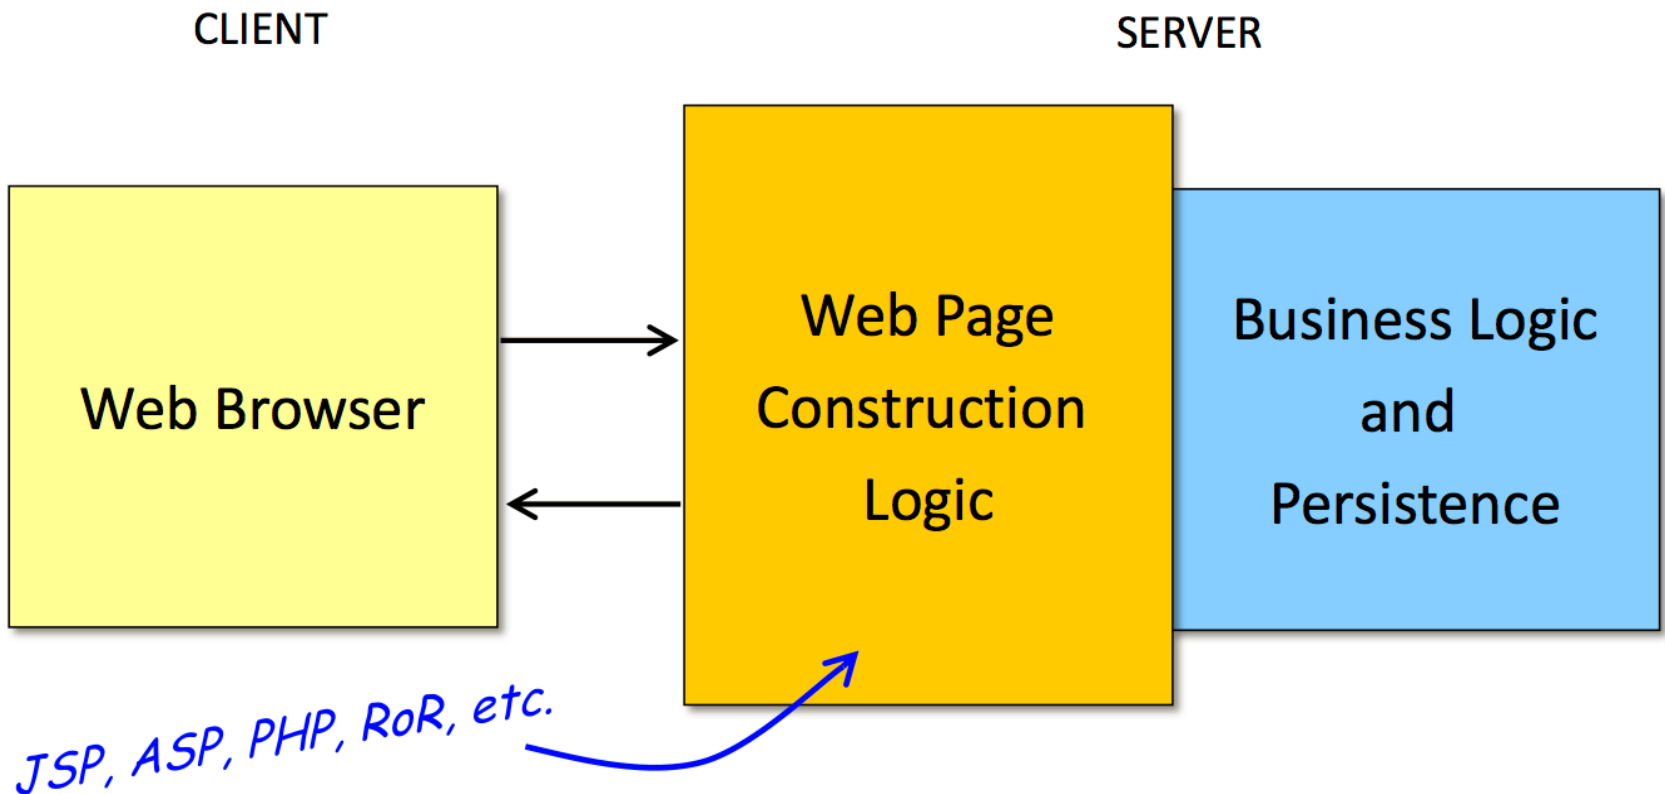 CLIENT
SERVER
Web Browser
Web Page
Construction
Logic
Business Logic
and
Persistence
JSP, ASP, PHP, RoR, etc.